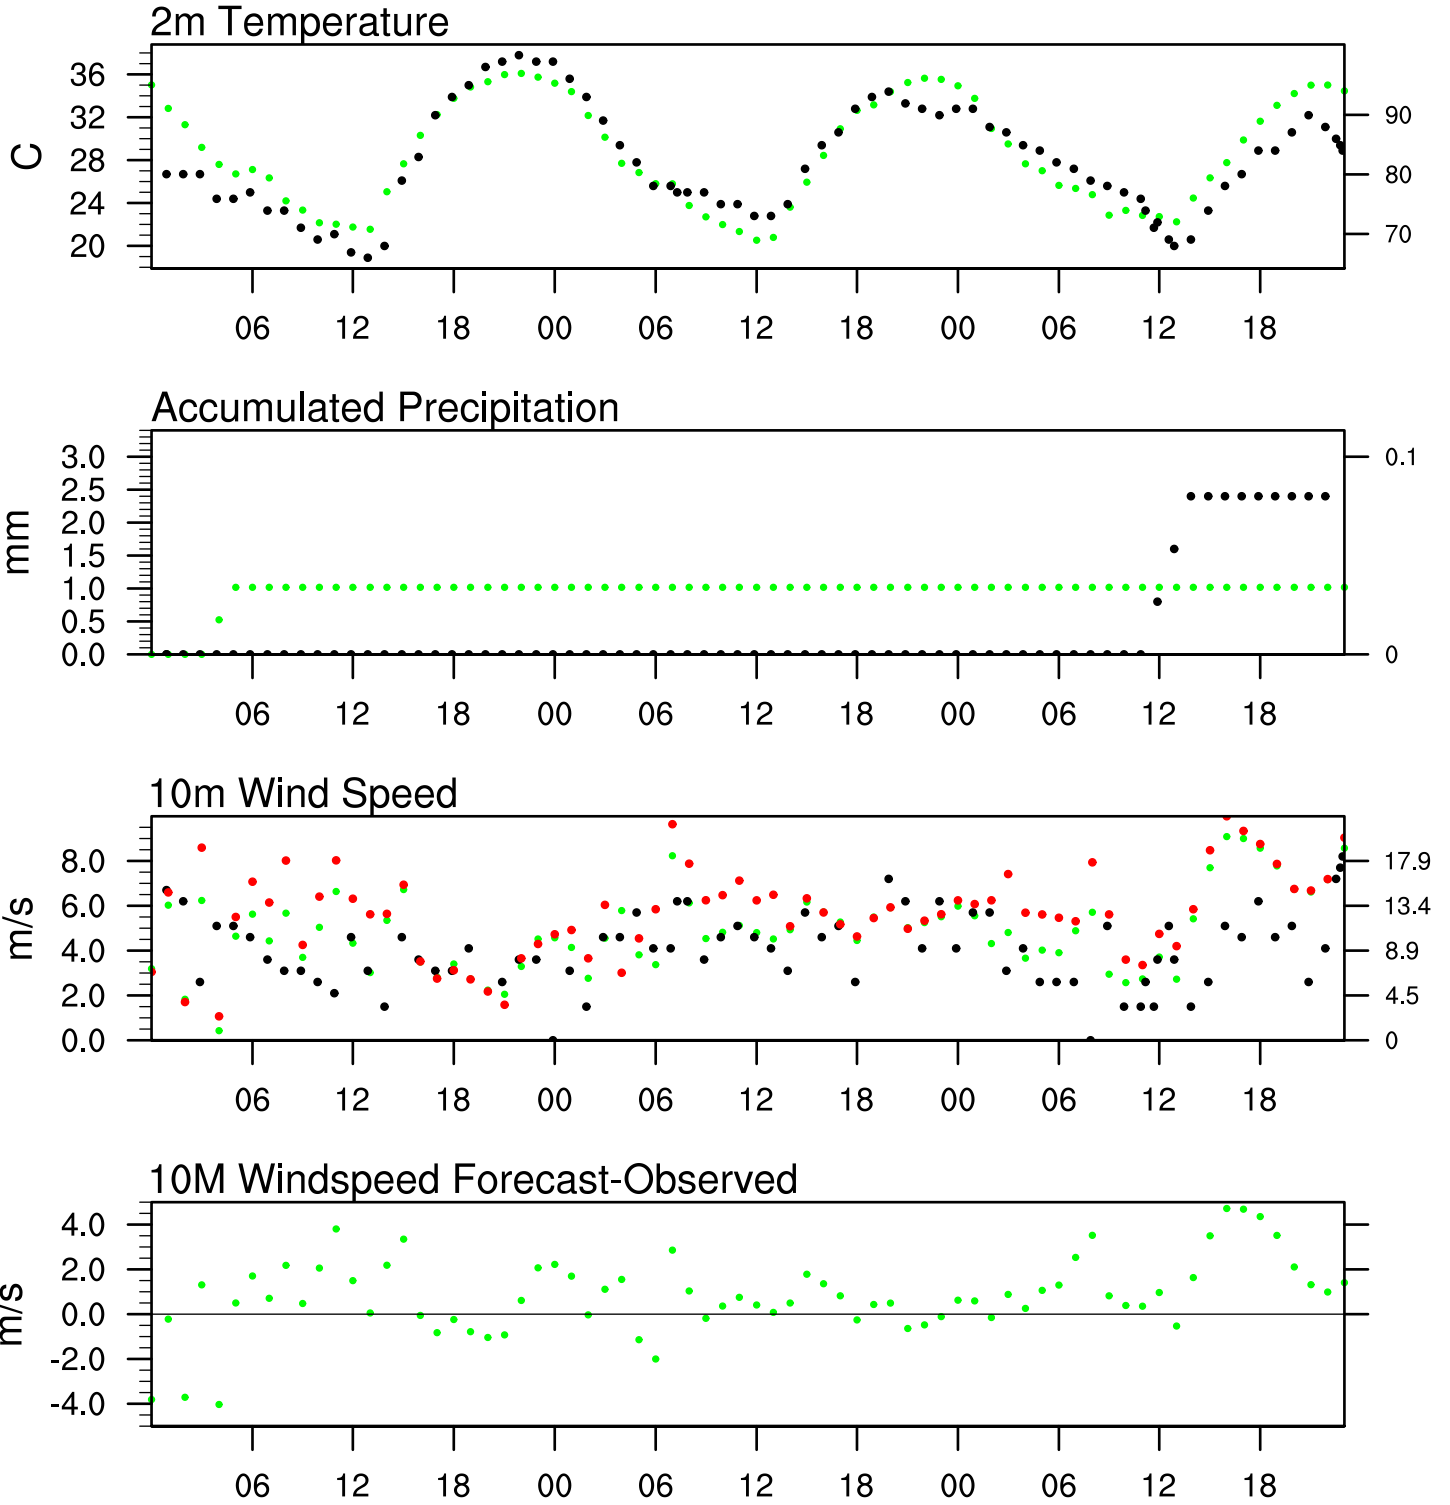 2m Temperature
36
32
28
24
20
C
90
80
70
06 12 18 00 06 12 18 00 06 12 18
Accumulated Precipitation
3.0
2.5
2.0
1.5
1.0
0.5
0.0
mm
0.1
0
06 12 18 00 06 12 18 00 06 12 18
10m Wind Speed
8.0
6.0
4.0
2.0
0.0
m/s
17.9
13.4
8.9
4.5
0
06 12 18 00 06 12 18 00 06 12 18
10M Windspeed Forecast-Observed
4.0
2.0
0.0
-2.0
-4.0
m/s
06 12 18 00 06 12 18 00 06 12 18